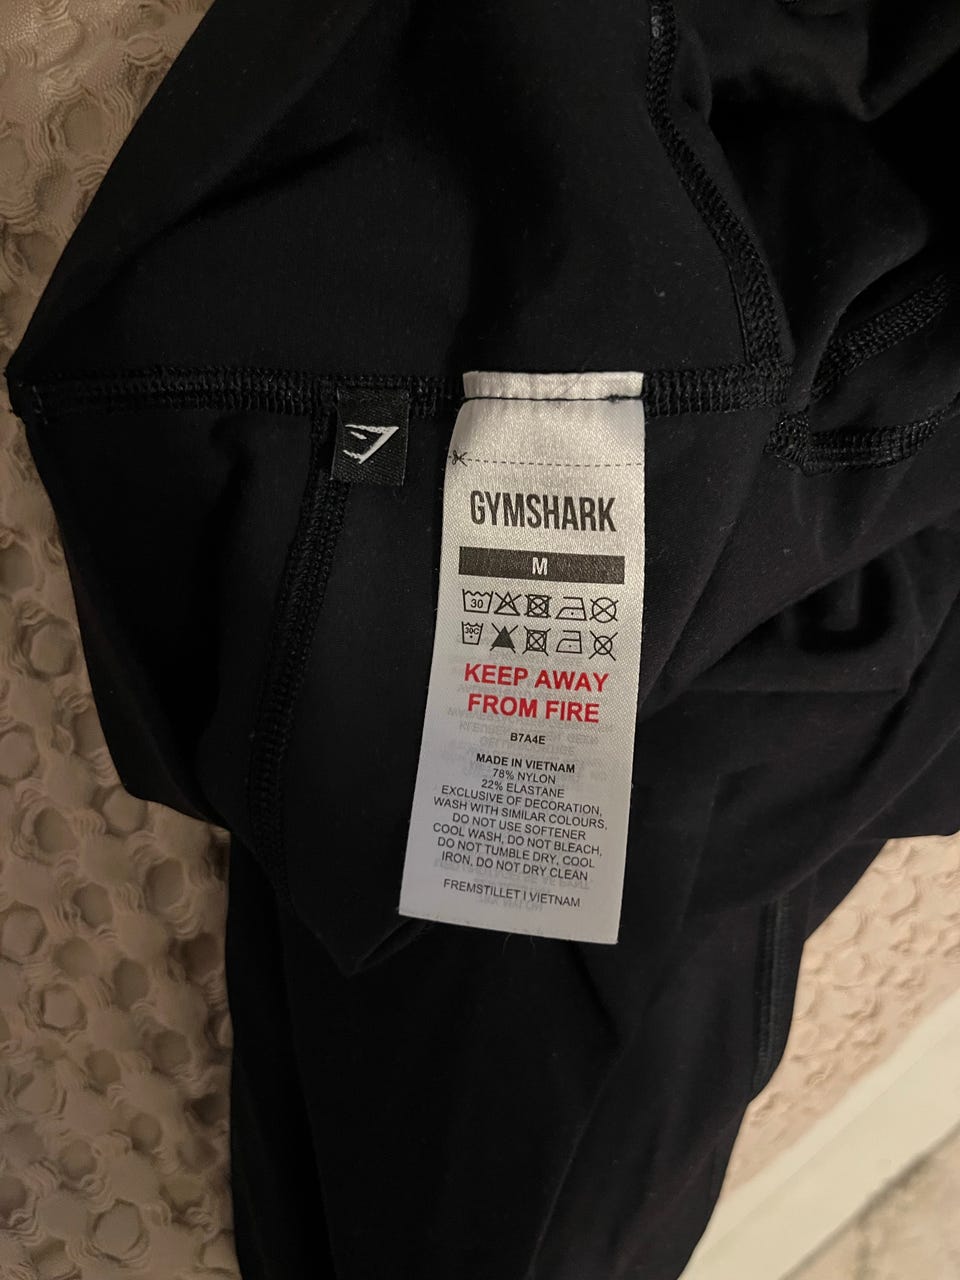 GYMSHARK
M
30
30C
KEEP AWAY
FROM FIRE
B7A4E
MADE IN VIETNAM
78% NYLON
22% ELASTANE
EXCLUSIVE OF DECORATION,
WASH WITH SIMILAR COLOURS,
DO NOT USE SOFTENER
COOL WASH, DO NOT BLEACH,
DO NOT TUMBLE DRY, COOL
IRON, DO NOT DRY CLEAN
FREMSTILLET I VIETNAM